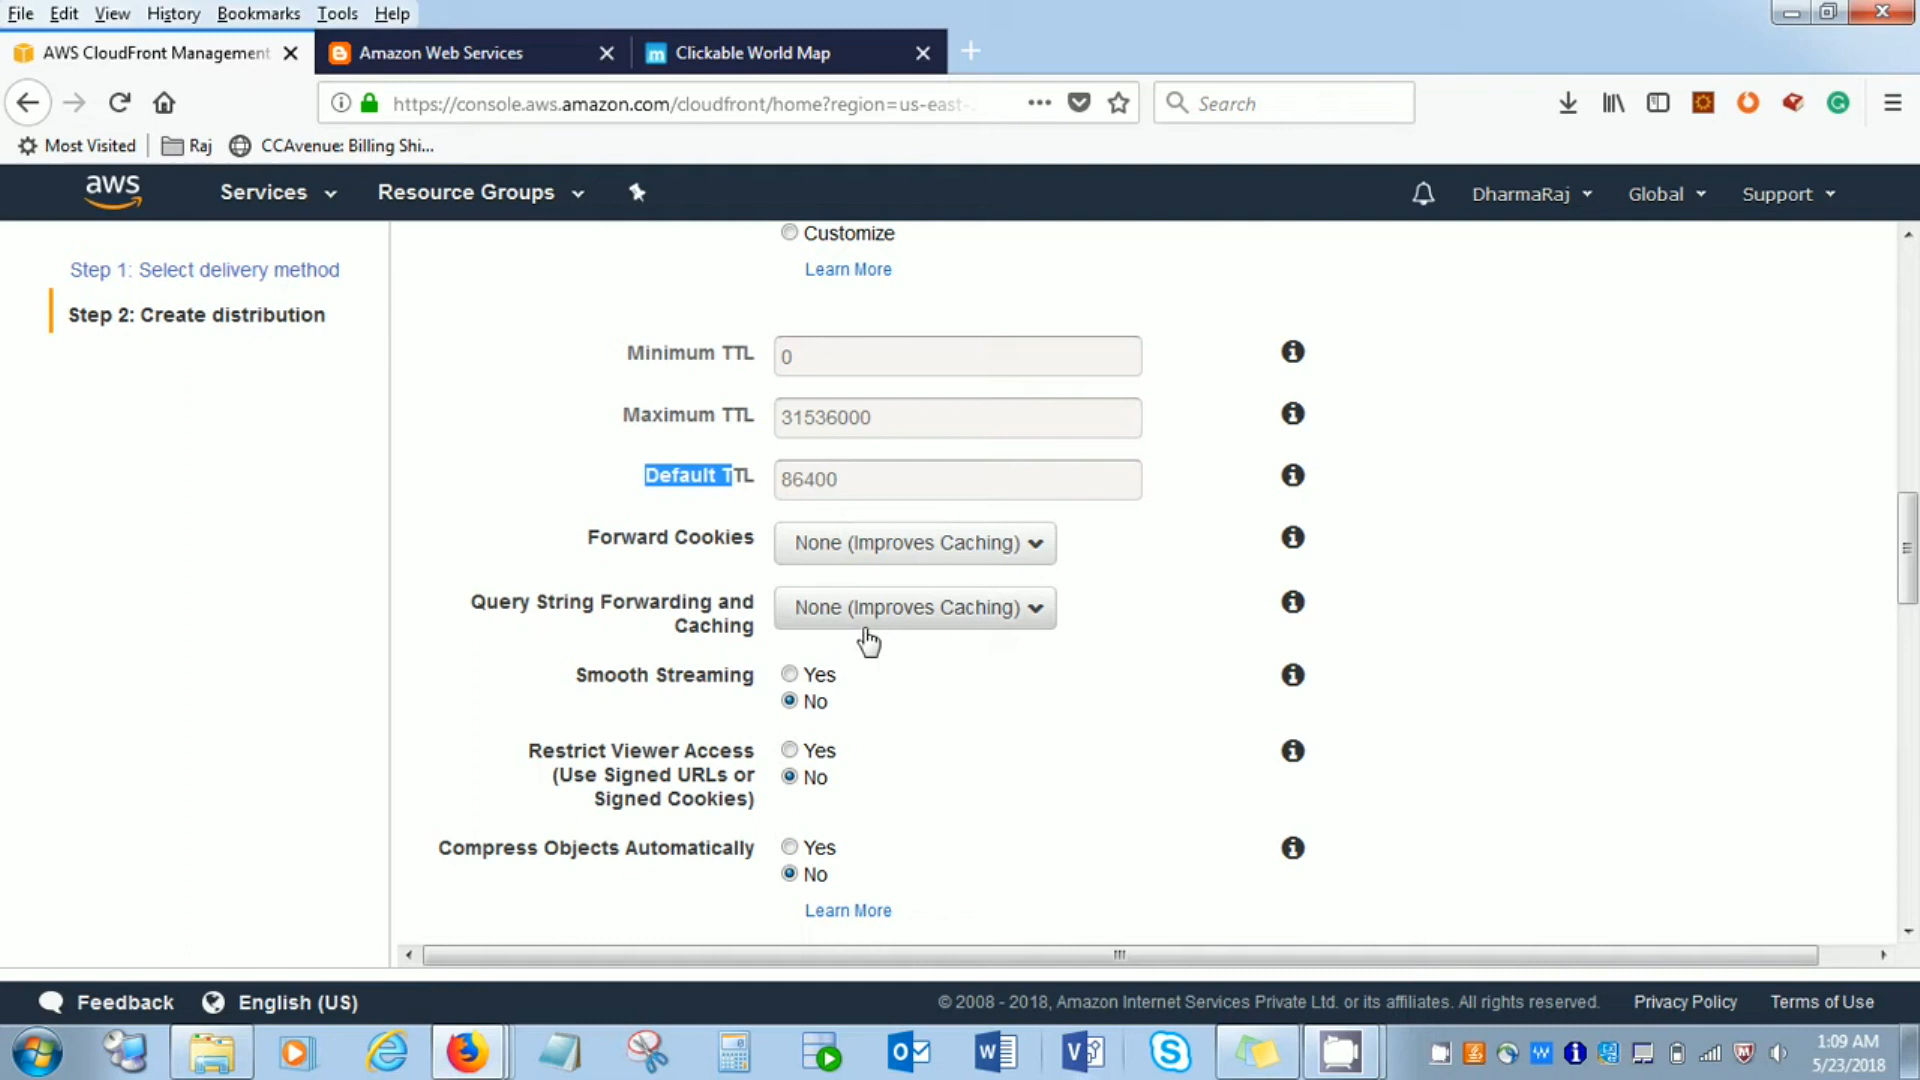 File Edit View History Bookmarks Tools Help
AWS CloudFront Management Amazon Web Services Clickable World Map
https://console.aws.amazon.com/cloudfront/home?region=us-east- Search
Most Visited Raj CCAvenue: Billing Shi...
aws Services Resource Groups DharmaRaj Global Support
Step 1: Select delivery method
Step 2: Create distribution
Customize
Learn More
Minimum TTL 0
Maximum TTL 31536000
Default TTL 86400
Forward Cookies None (Improves Caching)
Query String Forwarding and
Caching
None (Improves Caching)
Smooth Streaming Yes
No
Restrict Viewer Access
(Use Signed URLs or
Signed Cookies)
Yes
No
Compress Objects Automatically Yes
No
Learn More
Feedback English (US) © 2008 - 2018, Amazon Internet Services Private Ltd. or its affiliates. All rights reserved. Privacy Policy Terms of Use
1:09 AM
5/23/2018